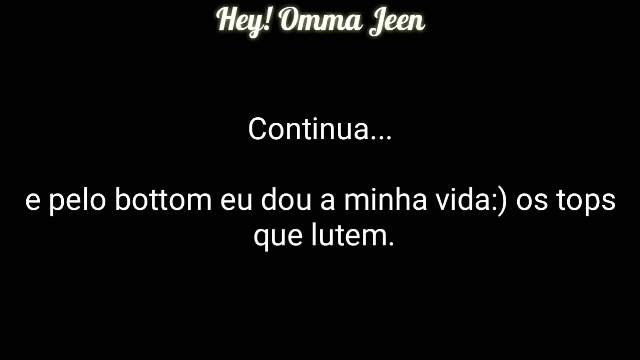 Hey! Omma Jeen
Continua...
e pelo bottom eu dou a minha vida:) os tops
que lutem.